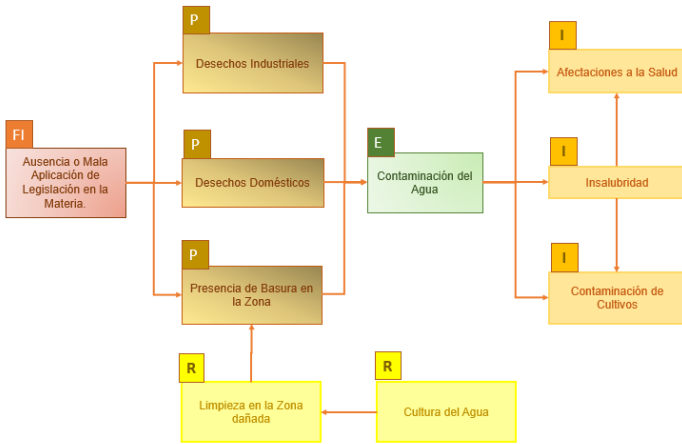 P
Desechos Industriales
I
Afectaciones a la Salud
FI
Ausencia o Mala
Aplicación de
Legislación en la
Materia.
P
Desechos Domésticos
E
Contaminación del
Agua
I
Insalubridad
P
Presencia de Basura en
la Zona
I
Contaminación de
Cultivos
R
Limpieza en la Zona
dañada
R
Cultura del Agua